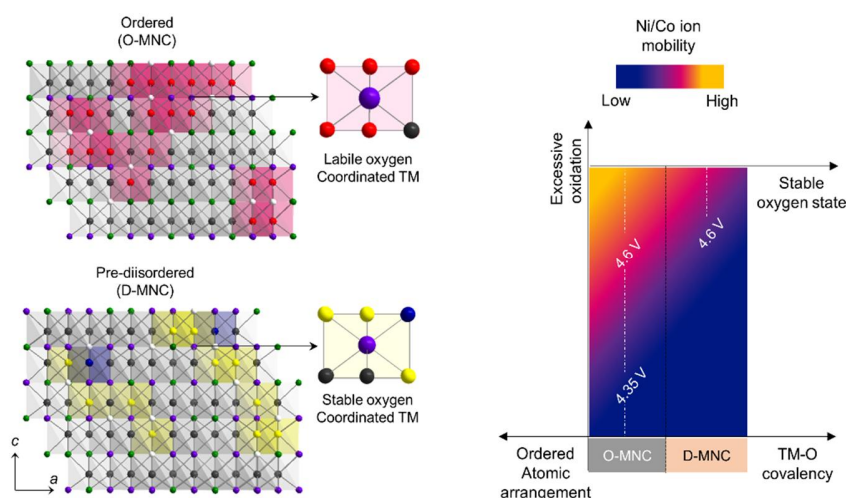 Ordered
(O-MNC)
Labile oxygen
Coordinated TM
Pre-diisordered
(D-MNC)
Stable oxygen
Coordinated TM
c
a
Ni/Co ion
mobility
Low
High
Excessive
oxidation
Stable
oxygen state
4.6 V
4.6 V
4.35 V
Ordered
Atomic
arrangement
O-MNC
D-MNC
TM-O
covalency